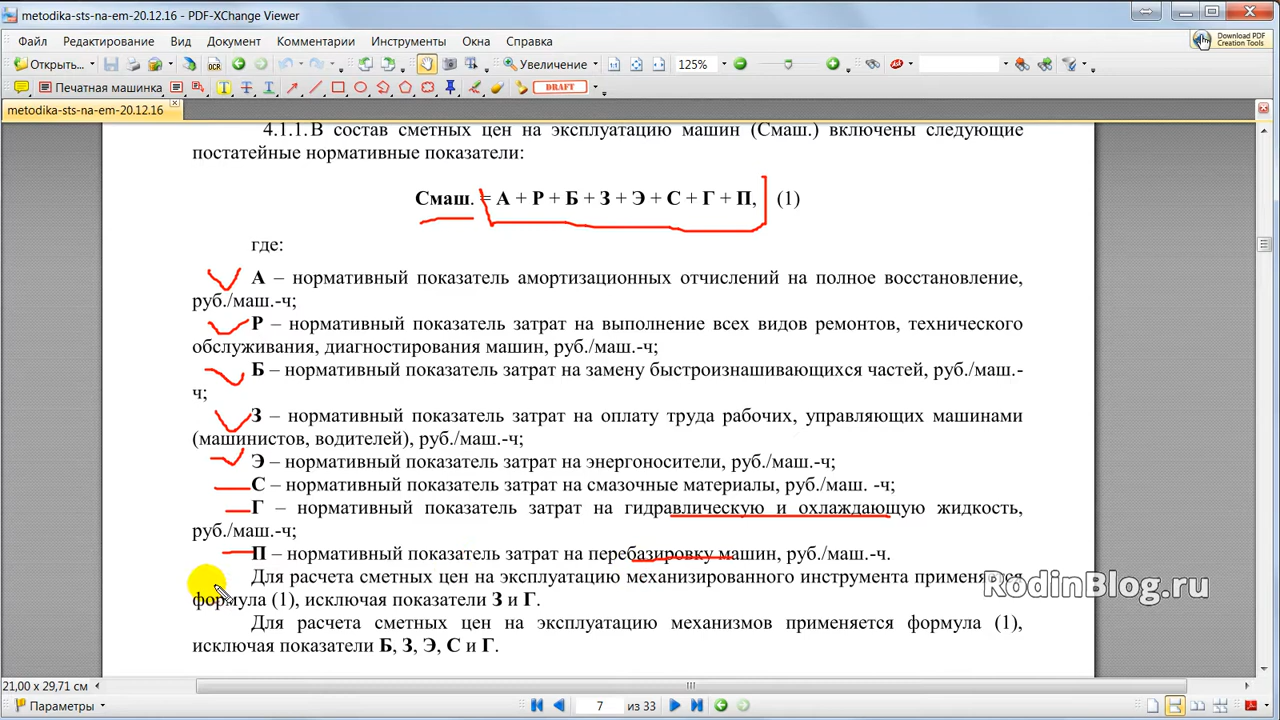 metodika-sts-na-em-20.12.16 - PDF-XChange Viewer
Файл Редактирование Вид Документ Комментарии Инструменты Окна Справка
Download PDF
Creation Tools
Открыть... OCR Увеличение 125%
Печатная машинка DRAFT
metodika-sts-na-em-20.12.16
4.1.1. В состав сметных цен на эксплуатацию машин (Смаш.) включены следующие
постатейные нормативные показатели:
Смаш. = А + Р + Б + З + Э + С + Г + П, (1)
где:
А – нормативный показатель амортизационных отчислений на полное восстановление,
руб./маш.-ч;
Р – нормативный показатель затрат на выполнение всех видов ремонтов, технического
обслуживания, диагностирования машин, руб./маш.-ч;
Б – нормативный показатель затрат на замену быстроизнашивающихся частей, руб./маш.-
ч;
З – нормативный показатель затрат на оплату труда рабочих, управляющих машинами
(машинистов, водителей), руб./маш.-ч;
Э – нормативный показатель затрат на энергоносители, руб./маш.-ч;
С – нормативный показатель затрат на смазочные материалы, руб./маш. -ч;
Г – нормативный показатель затрат на гидравлическую и охлаждающую жидкость,
руб./маш.-ч;
П – нормативный показатель затрат на перебазировку машин, руб./маш.-ч.
Для расчета сметных цен на эксплуатацию механизированного инструмента применяется
формула (1), исключая показатели З и Г.
RodinBlog.ru
Для расчета сметных цен на эксплуатацию механизмов применяется формула (1),
исключая показатели Б, З, Э, С и Г.
21,00 x 29,71 см
Параметры 7 из 33